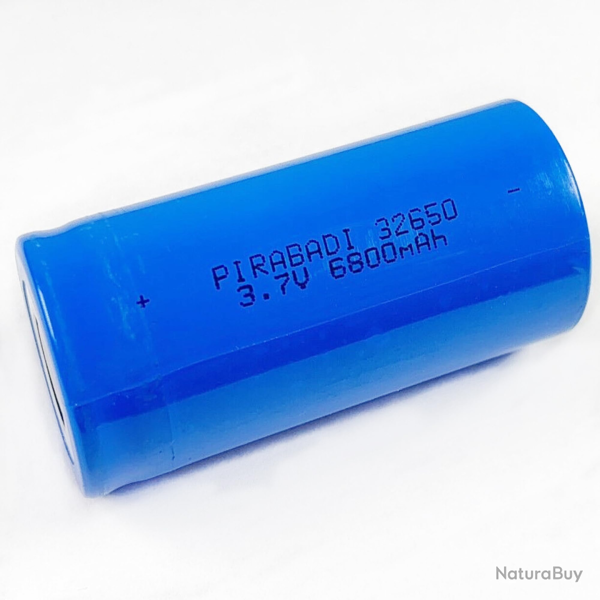 PIRABADI 32650
3.7V 6800mAh
+
-
NaturaBuy